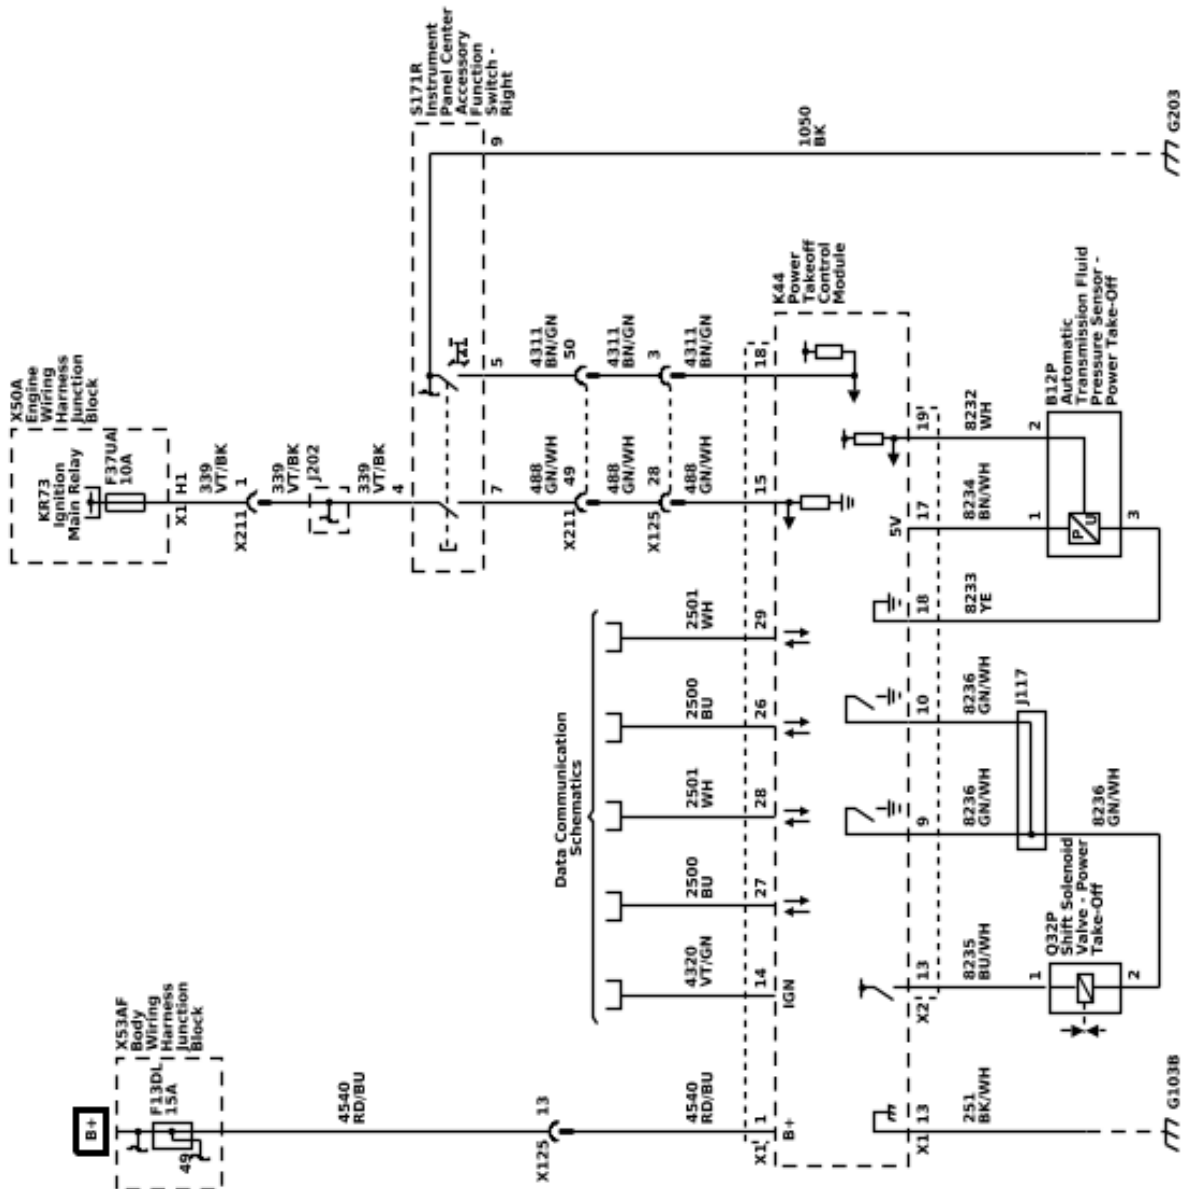 X50A
Engine
Wiring
Harness
Junction
Block
KR73
Ignition
Main Relay
F37UA
10A
X1
H1
339
VT/BK
X211
1
339
VT/BK
J202
339
VT/BK
4
S171R
Instrument
Panel Center
Accessory
Function
Switch -
Right
7
5
9
488
GN/WH
4311
BN/GN
1050
BK
X211
49
50
488
GN/WH
4311
BN/GN
X125
28
3
488
GN/WH
4311
BN/GN
15
18
G203
Data Communication
Schematics
4320
VT/GN
2500
BU
2501
WH
2500
BU
2501
WH
14
27
28
26
29
B+
X53AF
Body
Wiring
Harness
Junction
Block
F13DL
15A
49
4540
RD/BU
X125
13
4540
RD/BU
X1
1
B+
IGN
K44
Power
Takeoff
Control
Module
5V
X1
13
X2
13
9
10
18
17
19
251
BK/WH
8235
BU/WH
8236
GN/WH
8236
GN/WH
8233
YE
8234
BN/WH
8232
WH
J117
8236
GN/WH
Q32P
Shift Solenoid
Valve - Power
Take-Off
1
2
B12P
Automatic
Transmission Fluid
Pressure Sensor -
Power Take-Off
1
2
P
U
3
G103B